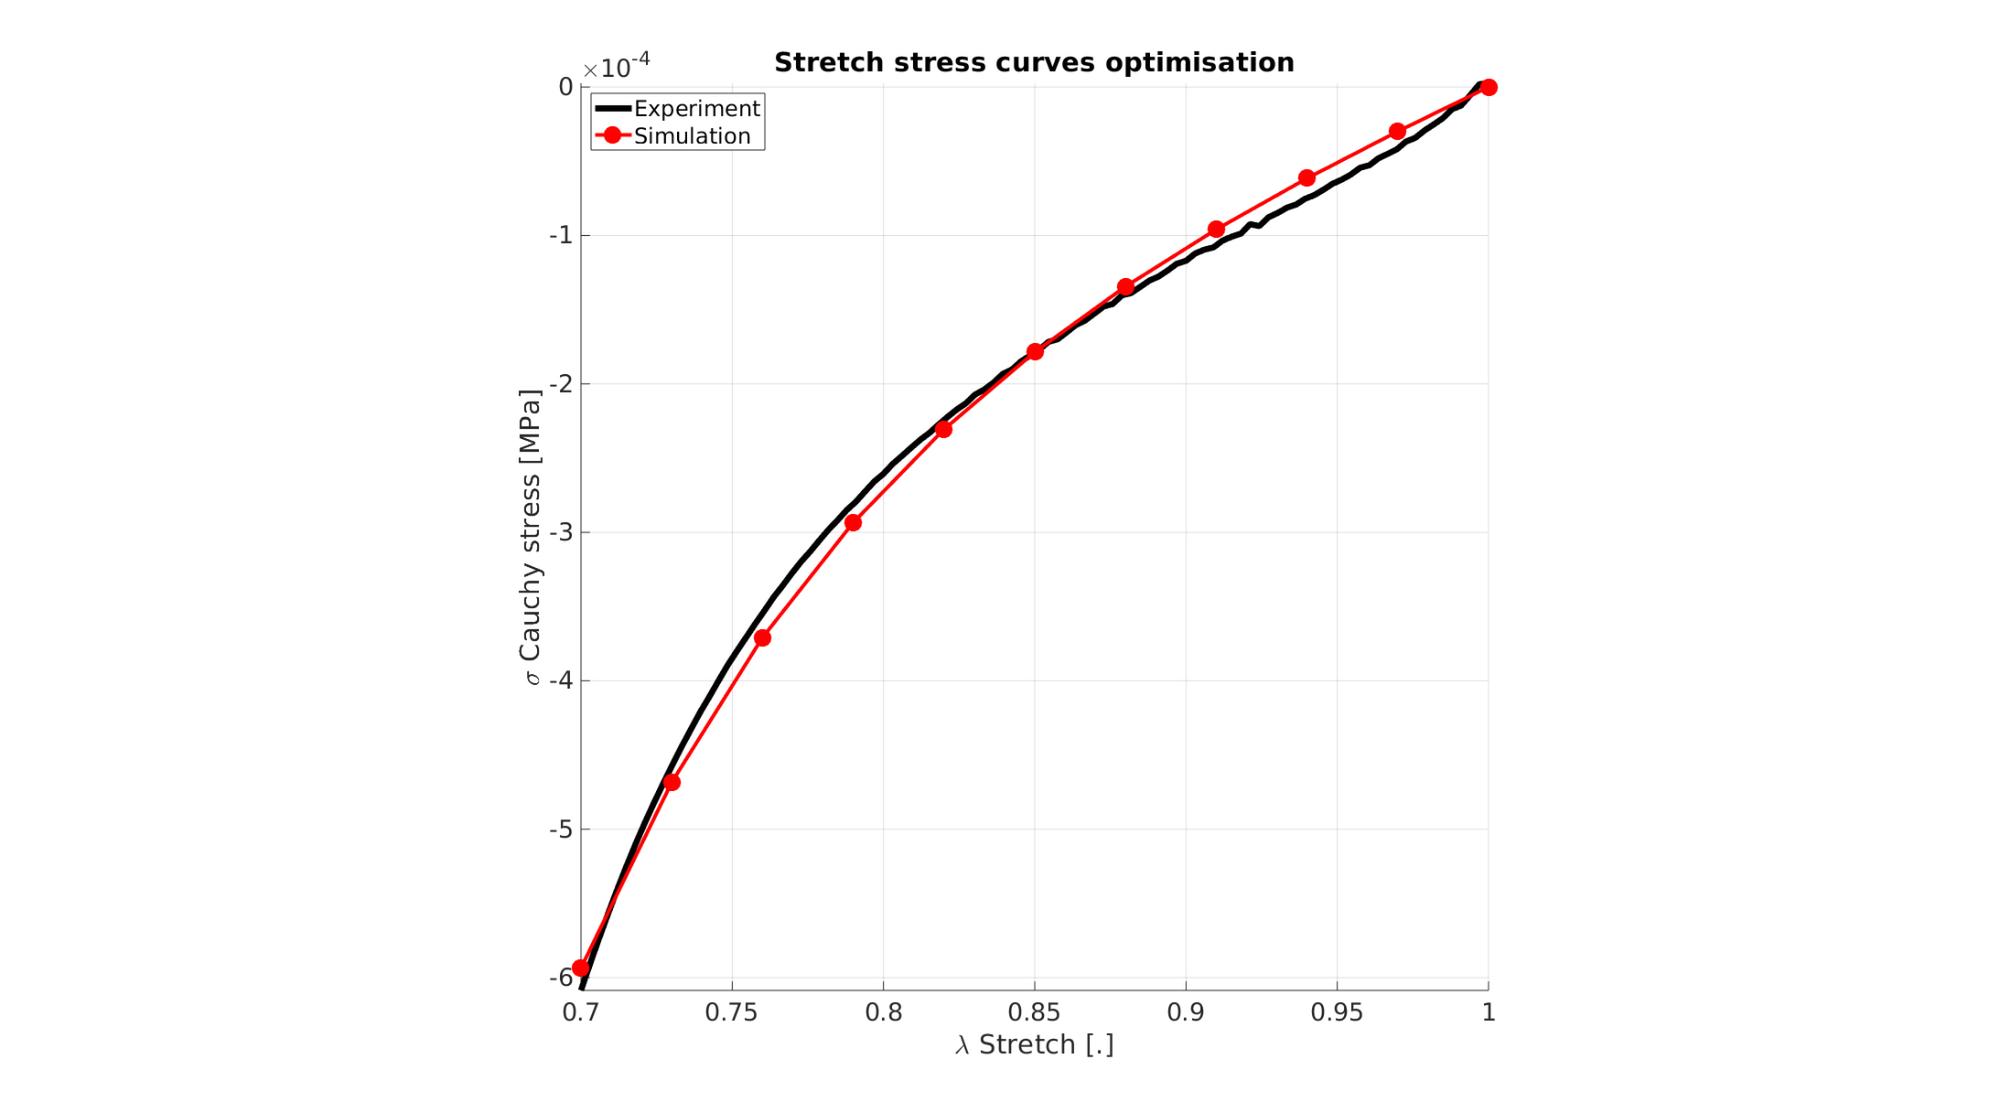 Stretch stress curves optimisation
×10-4
Experiment
Simulation
0
-1
-2
-3
-4
-5
-6
σ Cauchy stress [MPa]
0.7 0.75 0.8 0.85 0.9 0.95 1
λ Stretch [.]